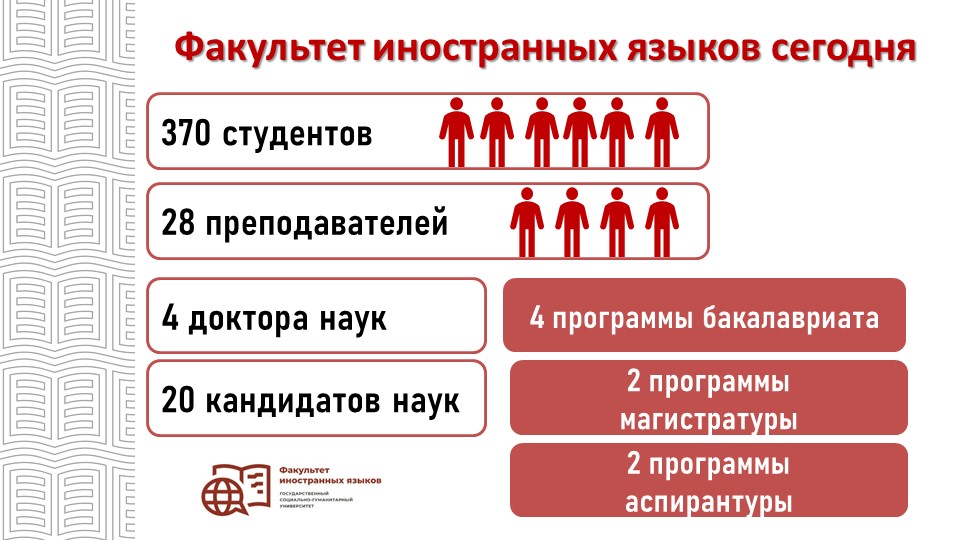 Факультет иностранных языков сегодня
370 студентов
28 преподавателей
4 доктора наук
4 программы бакалавриата
20 кандидатов наук
2 программы
магистратуры
2 программы
аспирантуры
Факультет
иностранных языков
ГОСУДАРСТВЕННЫЙ
СОЦИАЛЬНО-ГУМАНИТАРНЫЙ
УНИВЕРСИТЕТ